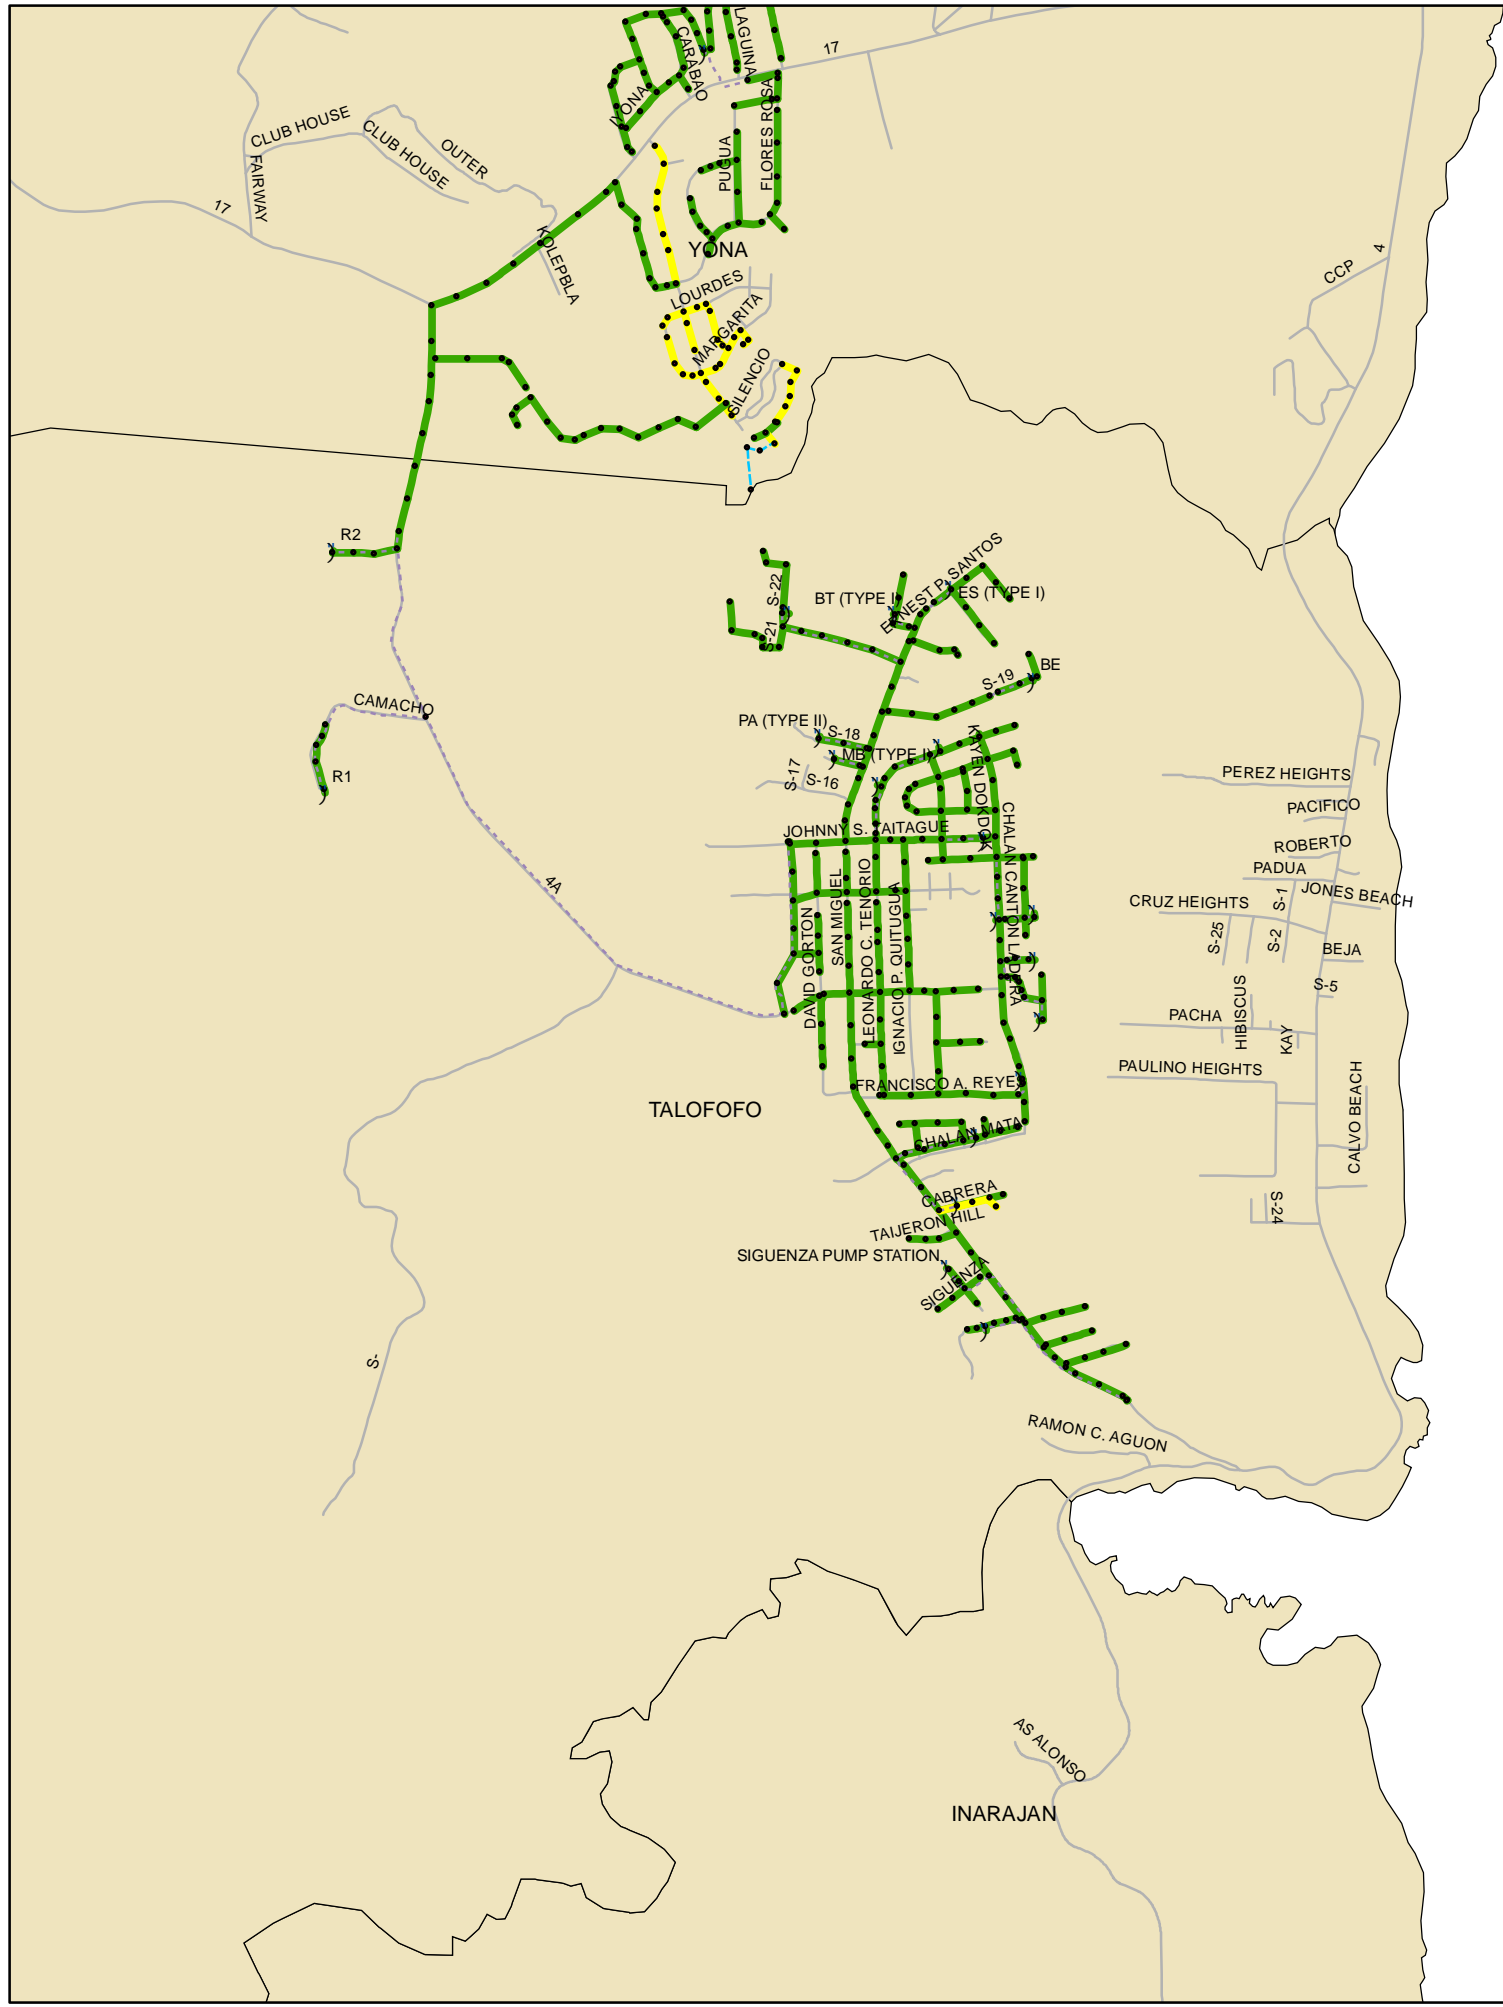 LAGUINA
CARABAO
17
IYONA
FLORES ROSA
PUGUA
CLUB HOUSE
CLUB HOUSE
OUTER
FAIRWAY
17
KOLEPBLA
YONA
LOURDES
MARGARITA
SILENCIO
4
CCP
R2
S-22
S-21
BT (TYPE I)
ERNEST P. SANTOS
ES (TYPE I)
BE
S-19
CAMACHO
R1
PA (TYPE II)
S-18
MB (TYPE I)
S-17
S-16
KAYEN DOKDOK
CHALAN CANTON LADERA
JOHNNY S. TAITAGUE
PEREZ HEIGHTS
PACIFICO
ROBERTO
PADUA
S-1
JONES BEACH
CRUZ HEIGHTS
S-25
S-2
BEJA
S-5
4A
DAVID GORTON
SAN MIGUEL
LEONARDO C. TENORIO
IGNACIO P. QUITUGUA
PACHA
HIBISCUS
KAY
PAULINO HEIGHTS
CALVO BEACH
FRANCISCO A. REYES
TALOFOFO
CHALAN MATA
CABRERA
TAIJERON HILL
S-24
SIGUENZA PUMP STATION
SIGUENZA
S-
RAMON C. AGUON
AS ALONSO
INARAJAN